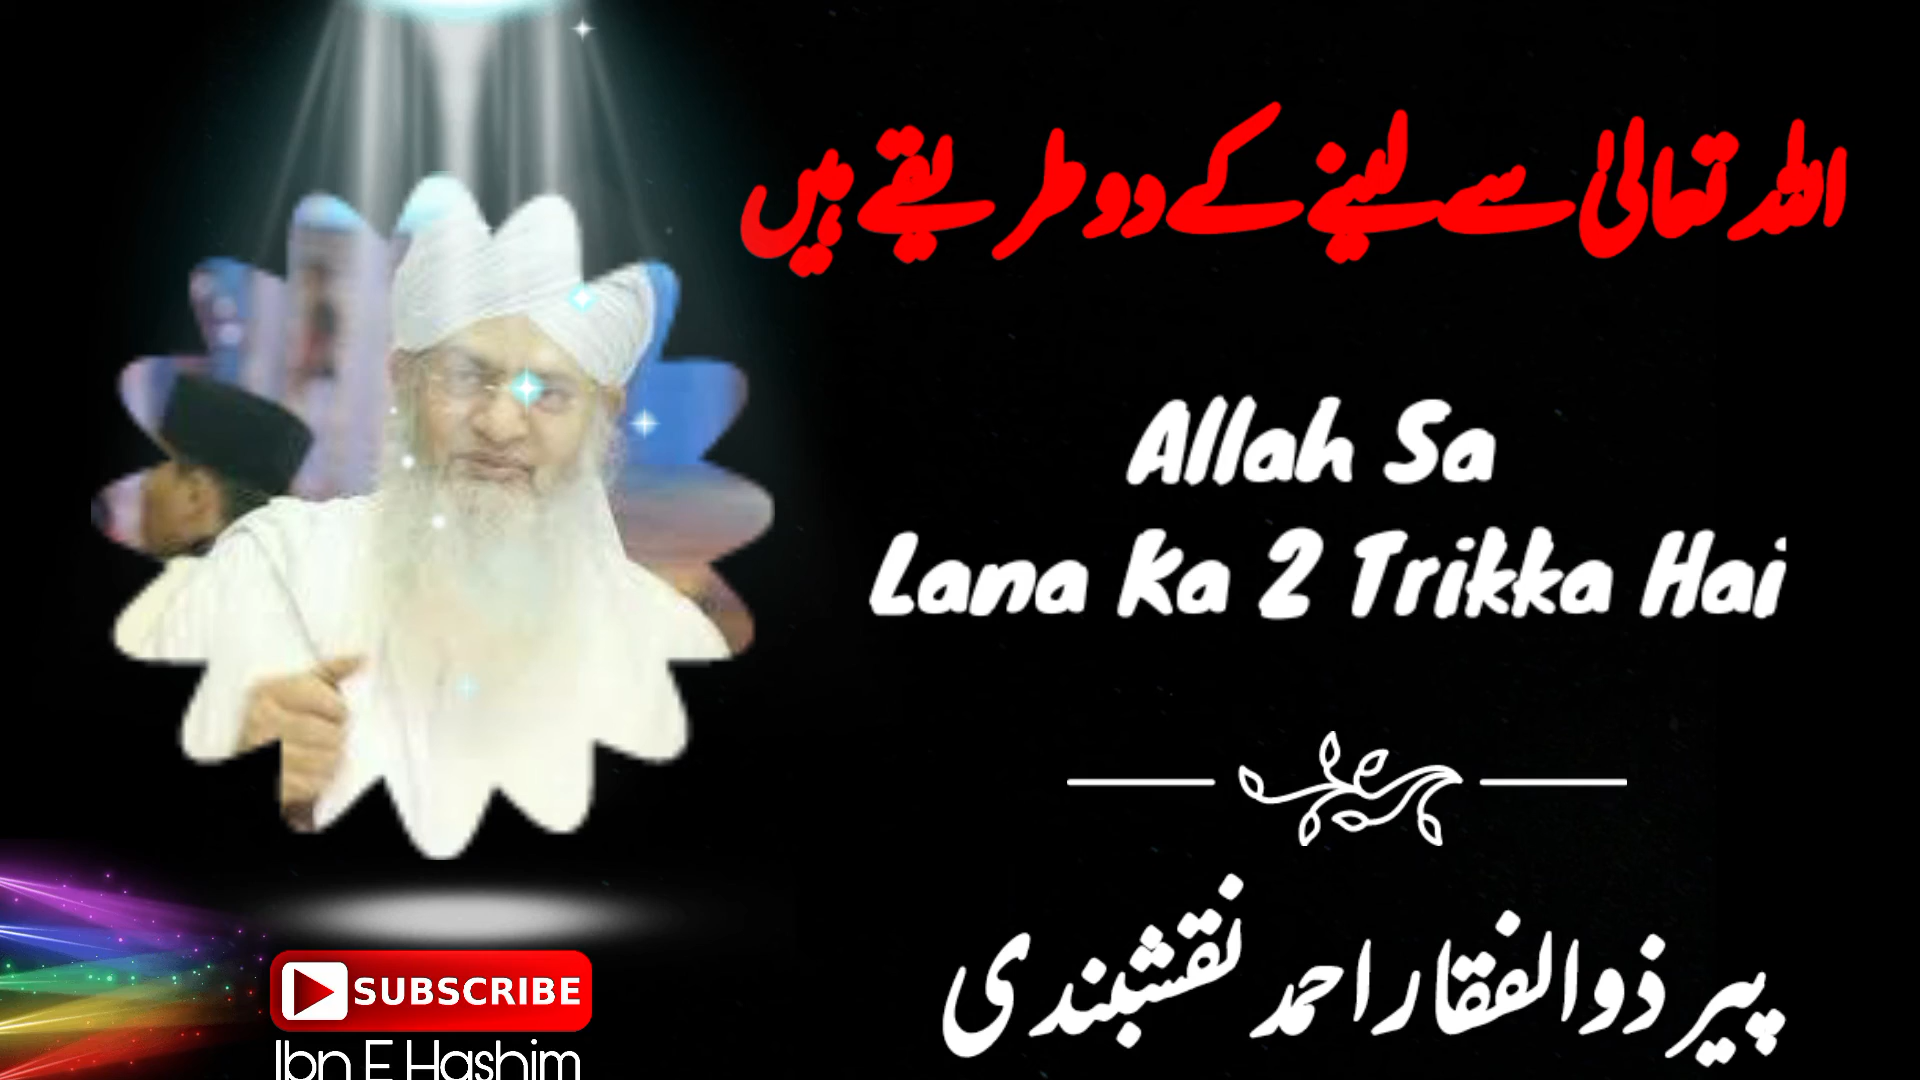 اللہ تعالیٰ سے لینے کے دو طریقے ہیں
Allah Sa
Lana Ka 2 Trikka Hai
پیر ذوالفقار احمد نقشبندی
SUBSCRIBE
Ibn E Hashim